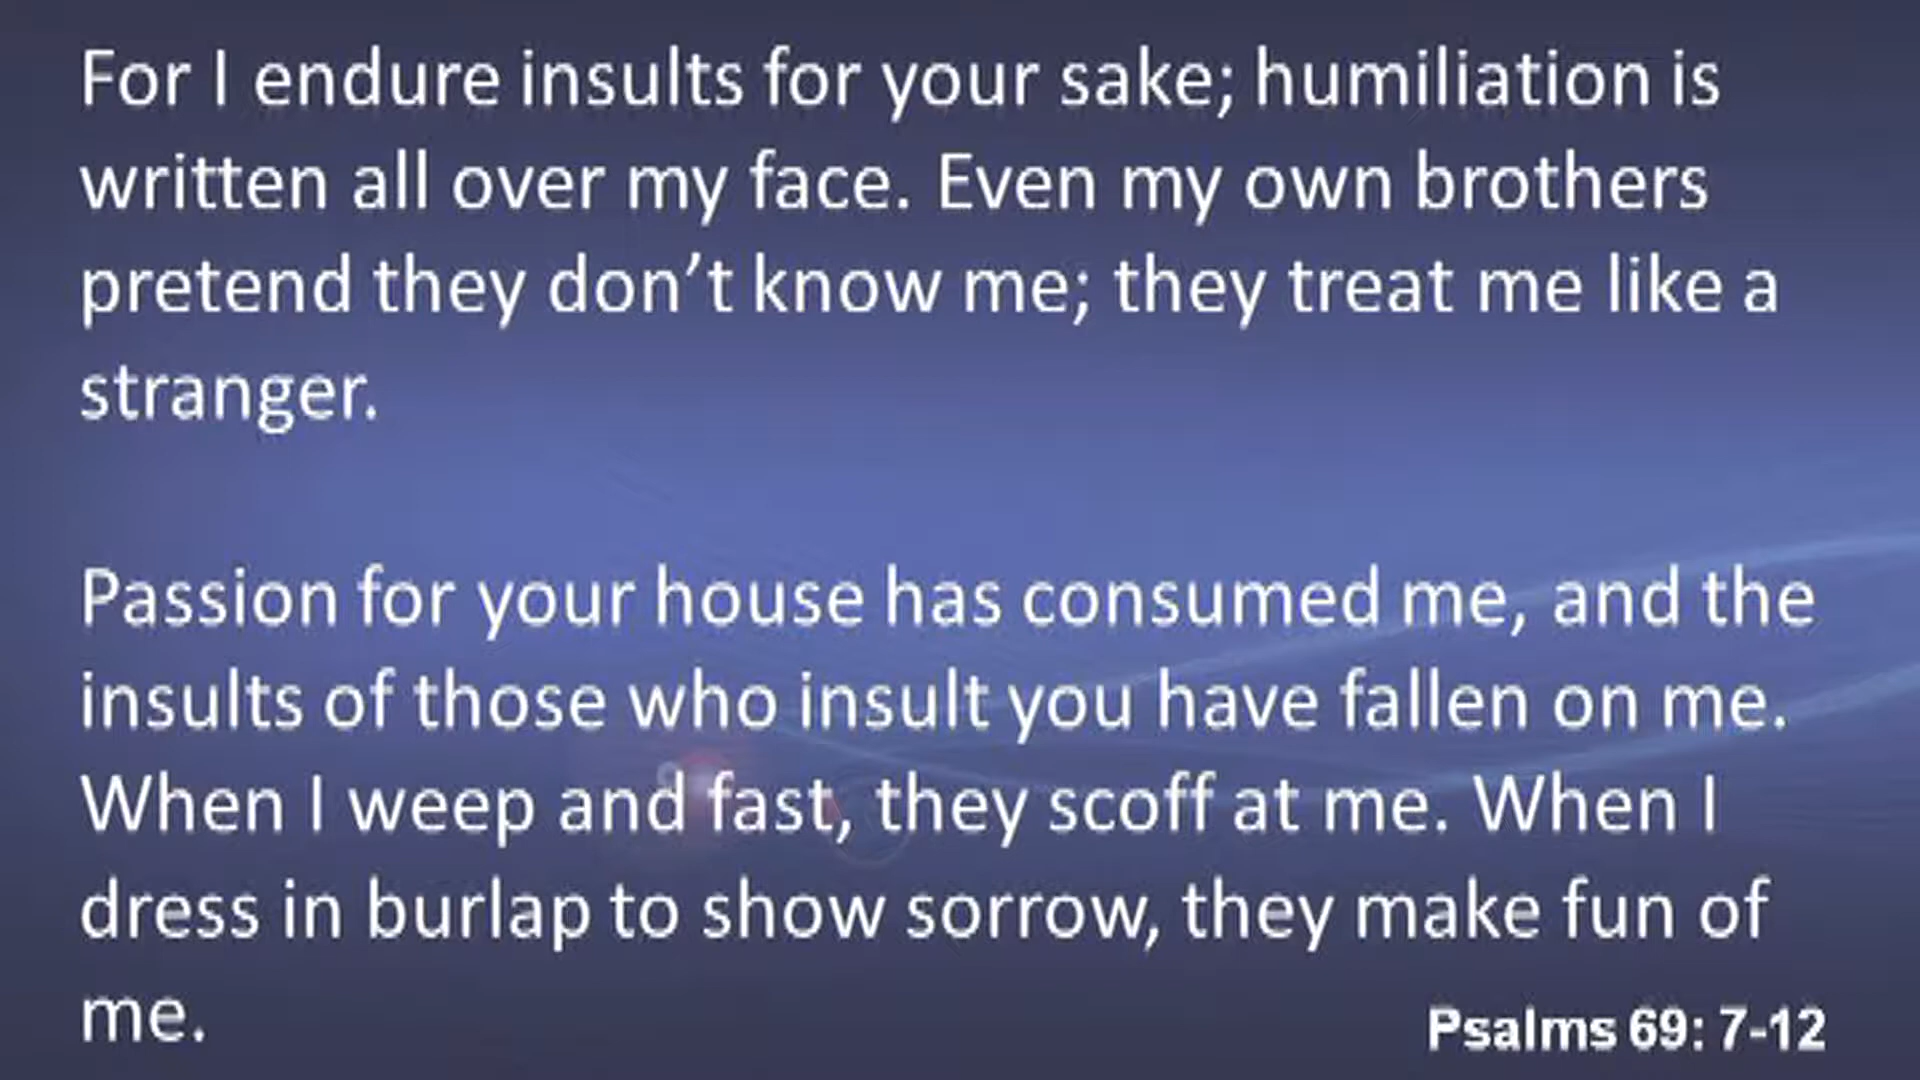 For I endure insults for your sake; humiliation is
written all over my face. Even my own brothers
pretend they don’t know me; they treat me like a
stranger.
Passion for your house has consumed me, and the
insults of those who insult you have fallen on me.
When I weep and fast, they scoff at me. When I
dress in burlap to show sorrow, they make fun of
me.
Psalms 69: 7-12